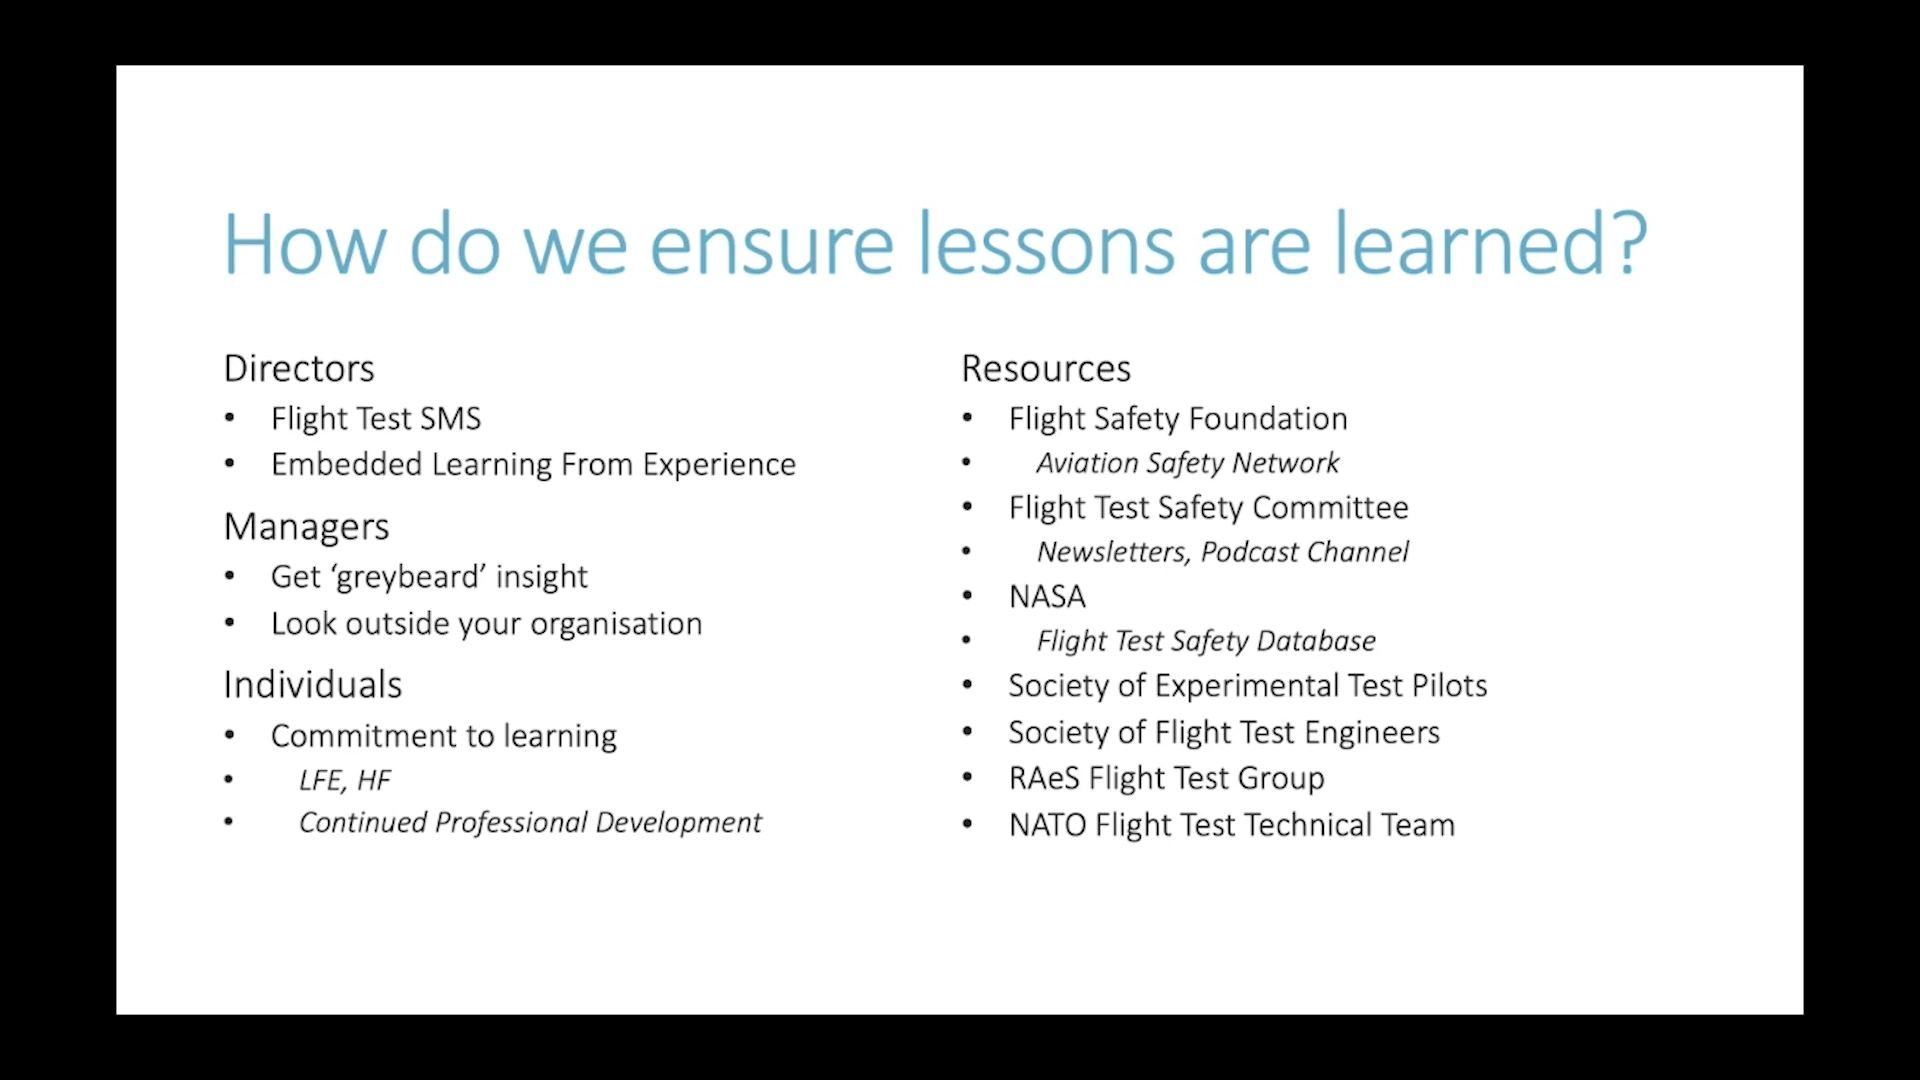 How do we ensure lessons are learned?
Directors
• Flight Test SMS
• Embedded Learning From Experience
Managers
• Get ‘greybeard’ insight
• Look outside your organisation
Individuals
• Commitment to learning
• LFE, HF
• Continued Professional Development
Resources
• Flight Safety Foundation
• Aviation Safety Network
• Flight Test Safety Committee
• Newsletters, Podcast Channel
• NASA
• Flight Test Safety Database
• Society of Experimental Test Pilots
• Society of Flight Test Engineers
• RAeS Flight Test Group
• NATO Flight Test Technical Team